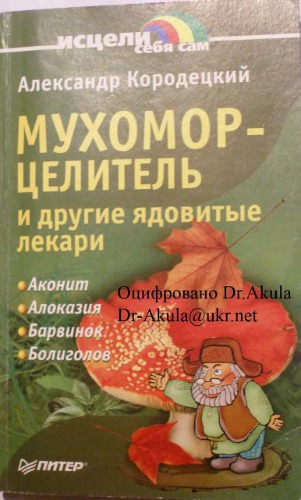 исцели
себя сам
Александр Кородецкий
МУХОМОР-
ЦЕЛИТЕЛЬ
и другие ядовитые
лекари
Аконит
Алоказия
Барвинок
Болиголов
Оцифровано Dr.Akula
Dr-Akula@ukr.net
ПИТЕР